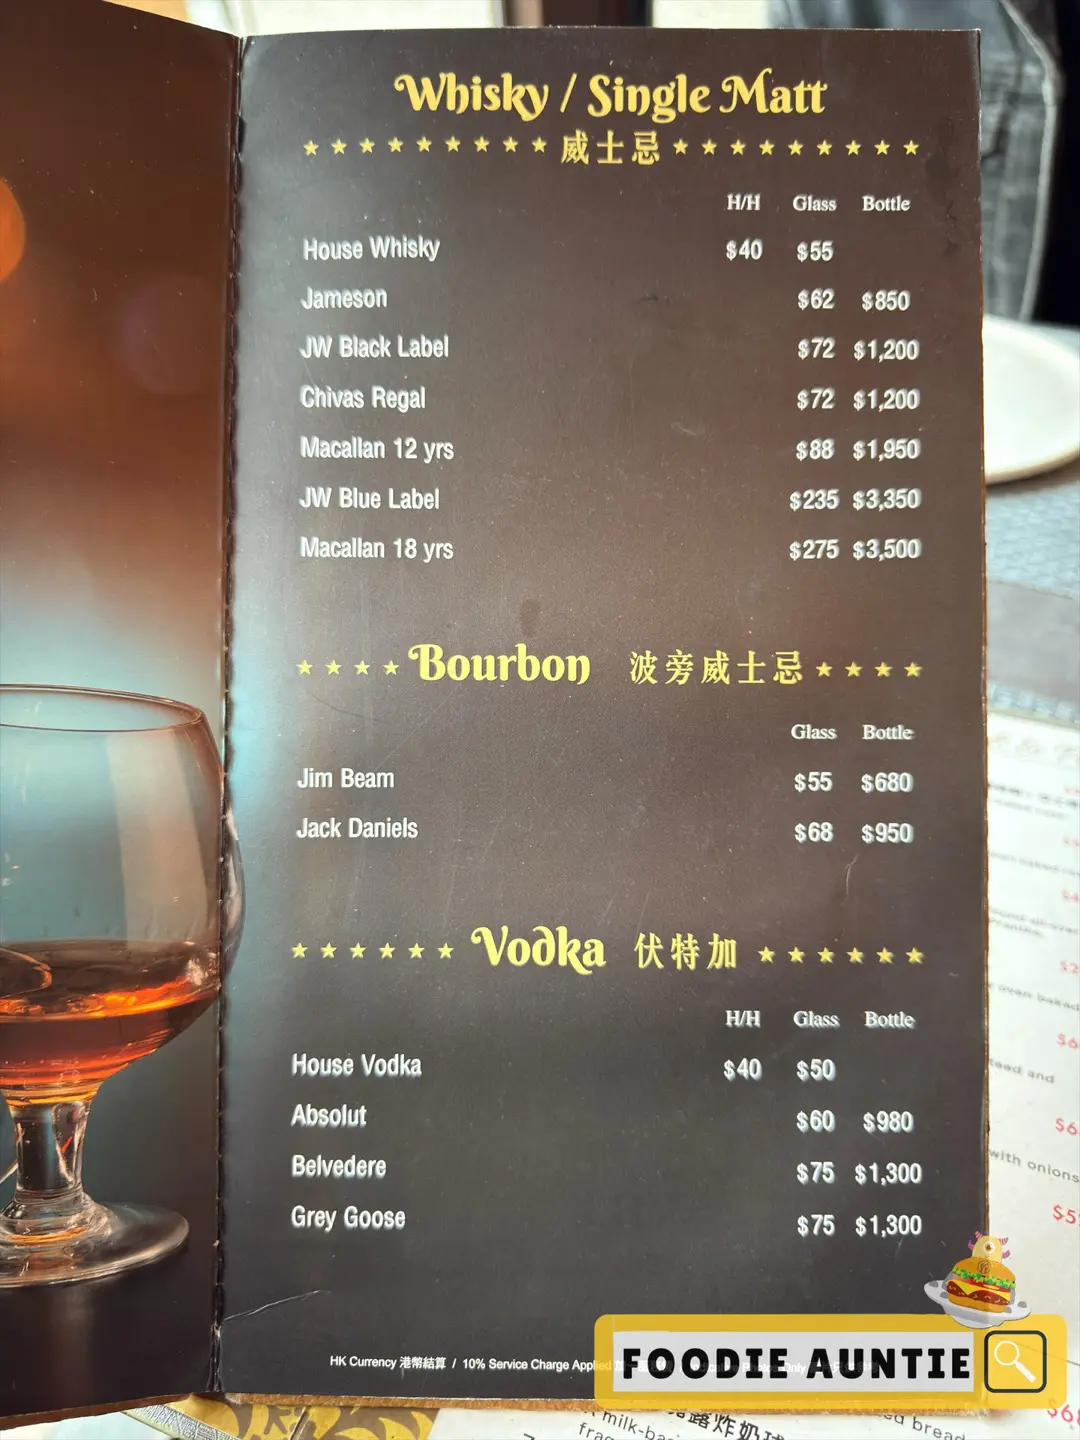 Whisky / Single Matt
威士忌
H/H Glass Bottle
House Whisky $40 $55
Jameson $62 $850
JW Black Label $72 $1,200
Chivas Regal $72 $1,200
Macallan 12 yrs $88 $1,950
JW Blue Label $235 $3,350
Macallan 18 yrs $275 $3,500
Bourbon 波旁威士忌
Glass Bottle
Jim Beam $55 $680
Jack Daniels $68 $950
Vodka 伏特加
H/H Glass Bottle
House Vodka $40 $50
Absolut $60 $980
Belvedere $75 $1,300
Grey Goose $75 $1,300
HK Currency 港幣結算 / 10% Service Charge Applied
FOODIE AUNTIE
with onions